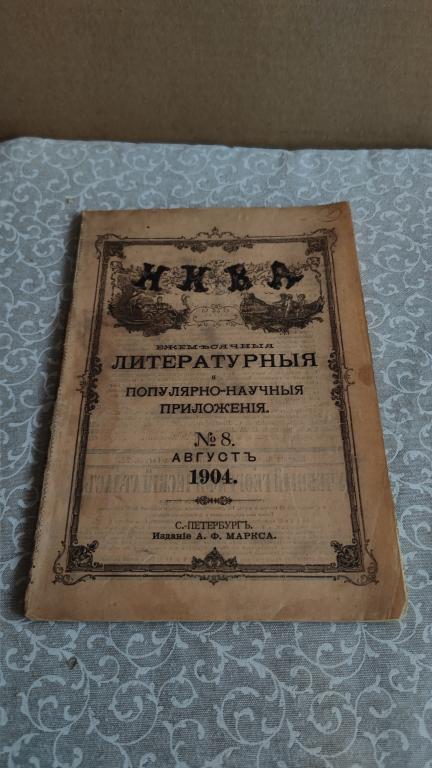 НИВА
ЕЖЕМѢСЯЧНЫЯ
ЛИТЕРАТУРНЫЯ
и
ПОПУЛЯРНО-НАУЧНЫЯ
ПРИЛОЖЕНІЯ.
№ 8.
АВГУСТЪ
1904.
С.-ПЕТЕРБУРГЪ.
Изданіе А. Ф. МАРКСА.